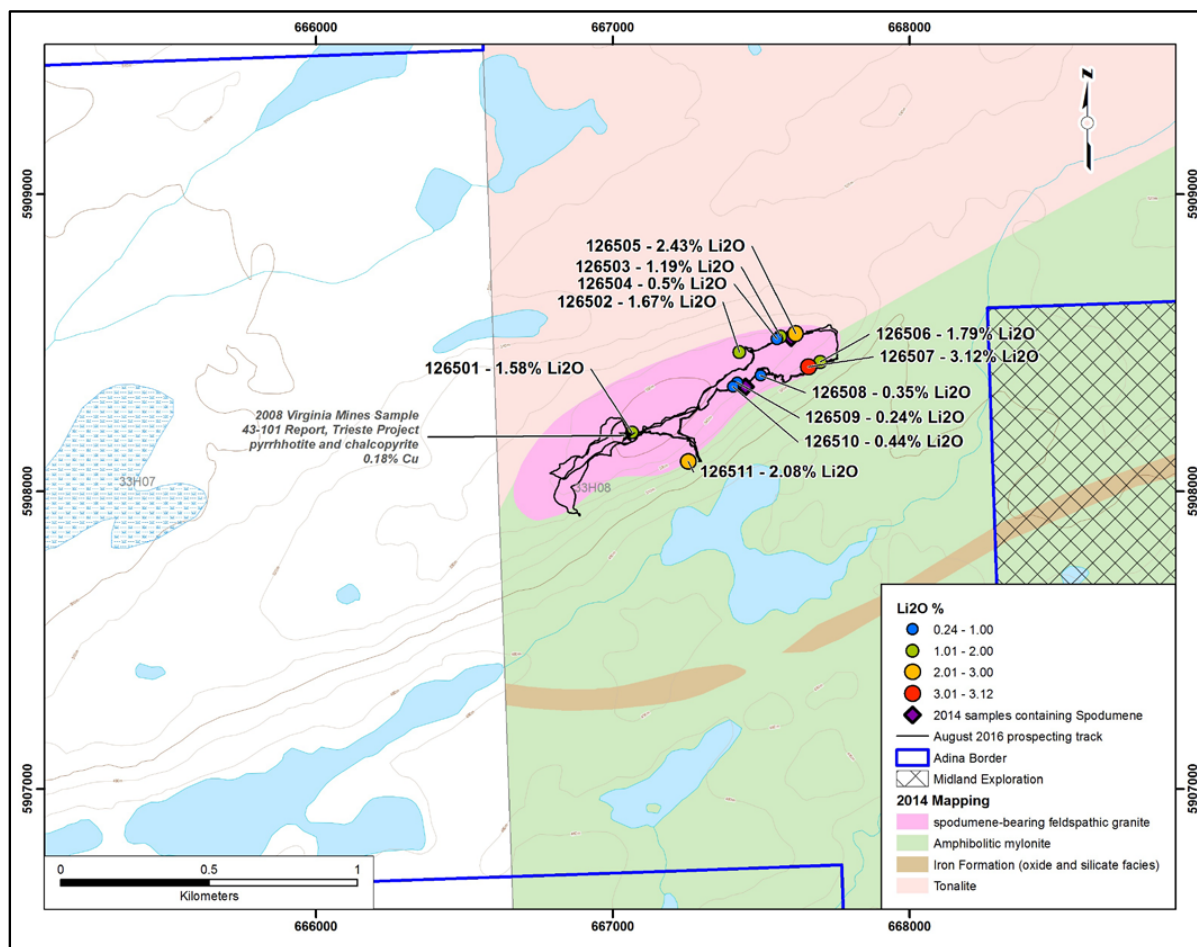 666000 667000 668000
5909000 5909000
126505 - 2.43% Li2O
126503 - 1.19% Li2O
126504 - 0.5% Li2O
126502 - 1.67% Li2O
126506 - 1.79% Li2O
126507 - 3.12% Li2O
126501 - 1.58% Li2O
126508 - 0.35% Li2O
126509 - 0.24% Li2O
126510 - 0.44% Li2O
2008 Virginia Mines Sample
43-101 Report, Trieste Project
pyrrhotite and chalcopyrite
0.18% Cu
126511 - 2.08% Li2O
33H07
33H08
5908000 5908000
Li2O %
0.24 - 1.00
1.01 - 2.00
2.01 - 3.00
3.01 - 3.12
2014 samples containing Spodumene
August 2016 prospecting track
Adina Border
Midland Exploration
2014 Mapping
spodumene-bearing feldspathic granite
Amphibolitic mylonite
Iron Formation (oxide and silicate facies)
Tonalite
5907000 5907000
0 0.5 1
Kilometers
666000 667000 668000